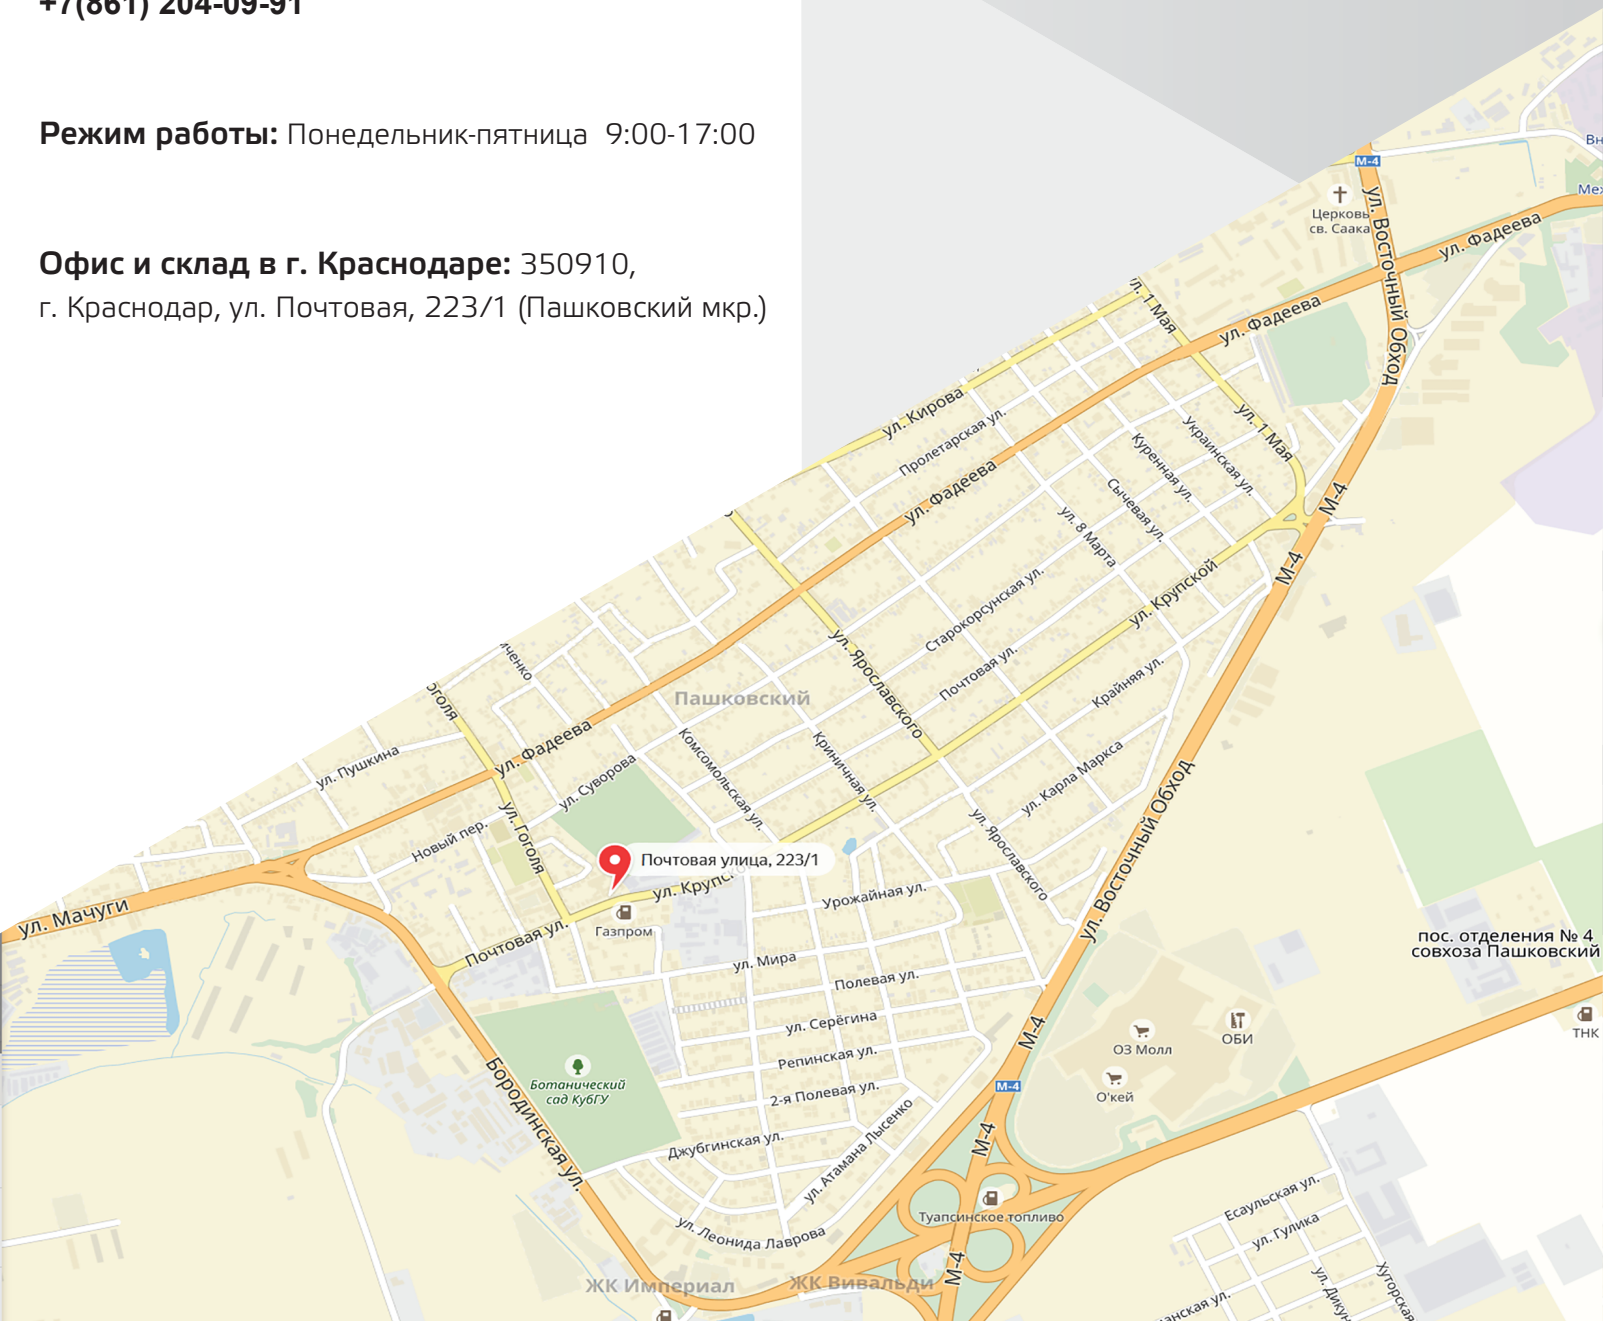 +7(861) 204-09-91
Режим работы: Понедельник-пятница 9:00-17:00
Офис и склад в г. Краснодаре: 350910,
г. Краснодар, ул. Почтовая, 223/1 (Пашковский мкр.)
М-4
Церковь
св. Саака
ул. Восточный Обход
ул. Фадеева
ул. Фадеева
ул. 1 Мая
ул. Кирова
Пролетарская ул.
ул. Фадеева
Украинская ул.
ул. 1 Мая
Куренная ул.
Сычевая ул.
ул. 8 Марта
М-4
М-4
Старокорсунская ул.
ул. Крупской
Почтовая ул.
Крайняя ул.
ул. Ярославского
Пашковский
ул. Фадеева
ул. Пушкина
ул. Суворова
Комсомольская ул.
Криничная ул.
ул. Карла Маркса
ул. Восточный Обход
ул. Гоголя
Новый пер.
ул. Ярославского
Почтовая улица, 223/1
ул. Мачуги
Почтовая ул.
Газпром
Урожайная ул.
ул. Мира
Полевая ул.
ул. Серёгина
Репинская ул.
2-я Полевая ул.
Джубгинская ул.
ул. Атамана Лысенко
ул. Леонида Лаврова
Ботанический
сад КубГУ
Бородинская ул.
пос. отделения № 4
совхоза Пашковский
ТНК
ОЗ Молл
ОБИ
О'кей
М-4
М-4
М-4
Туапсинское топливо
М-4
ЖК Империал
ЖК Вивальди
Есаульская ул.
ул. Гулика
Хуторская